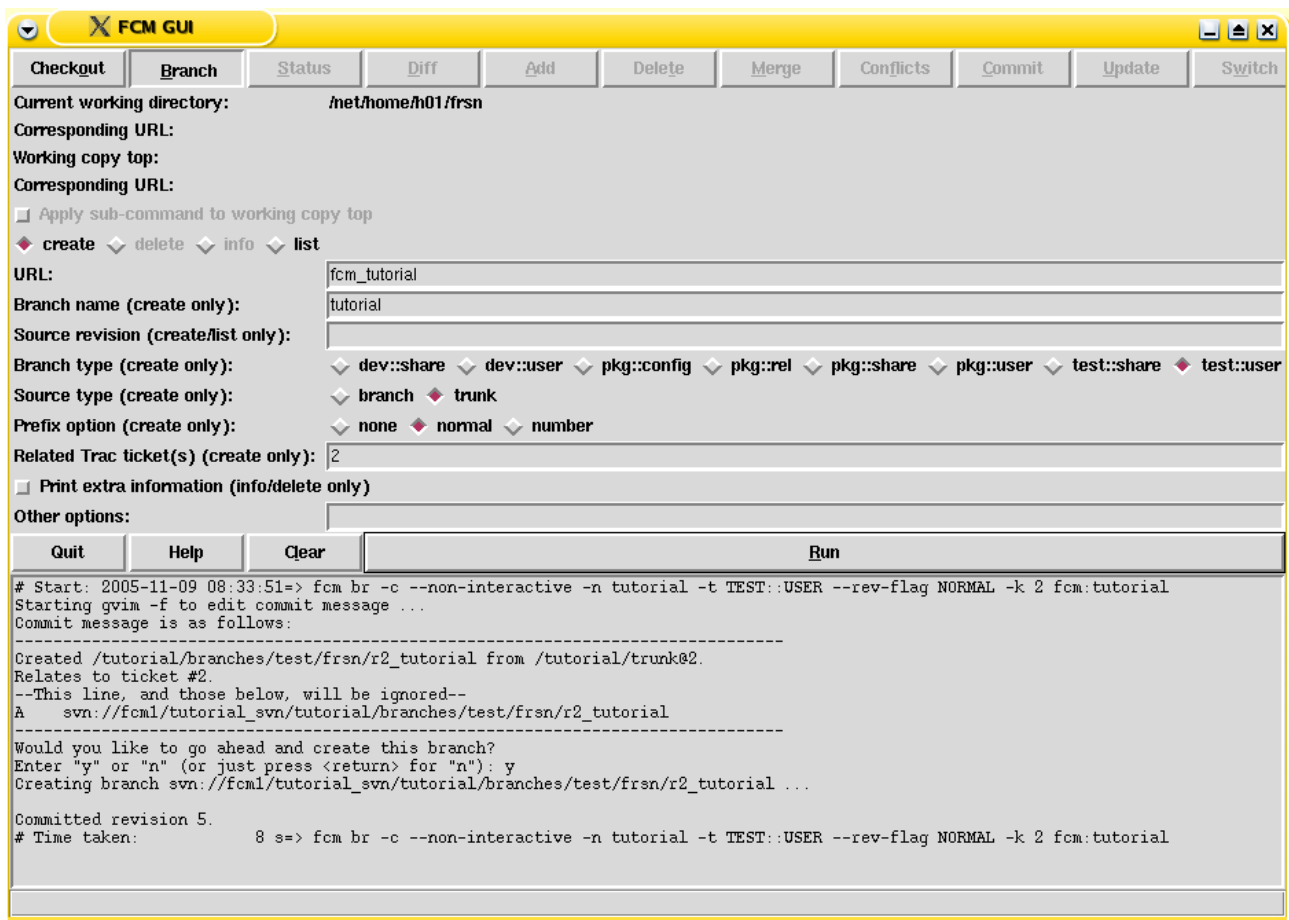 FCM GUI
Checkout Branch Status Diff Add Delete Merge Conflicts Commit Update Switch
Current working directory: /net/home/h01/frsn
Corresponding URL:
Working copy top:
Corresponding URL:
Apply sub-command to working copy top
create delete info list
URL: fcm_tutorial
Branch name (create only): tutorial
Source revision (create/list only):
Branch type (create only): dev::share dev::user pkg::config pkg::rel pkg::share pkg::user test::share test::user
Source type (create only): branch trunk
Prefix option (create only): none normal number
Related Trac ticket(s) (create only): 2
Print extra information (info/delete only)
Other options:
Quit Help Clear Run
# Start: 2005-11-09 08:33:51=> fcm br -c --non-interactive -n tutorial -t TEST::USER --rev-flag NORMAL -k 2 fcm:tutorial
Starting gvim -f to edit commit message ...
Commit message is as follows:
--------------------------------------------------------------------------------
Created /tutorial/branches/test/frsn/r2_tutorial from /tutorial/trunk@2.
Relates to ticket #2.
--This line, and those below, will be ignored--
A    svn://fcm1/tutorial_svn/tutorial/branches/test/frsn/r2_tutorial
--------------------------------------------------------------------------------
Would you like to go ahead and create this branch?
Enter "y" or "n" (or just press <return> for "n"): y
Creating branch svn://fcm1/tutorial_svn/tutorial/branches/test/frsn/r2_tutorial ...
Committed revision 5.
# Time taken:            8 s=> fcm br -c --non-interactive -n tutorial -t TEST::USER --rev-flag NORMAL -k 2 fcm:tutorial